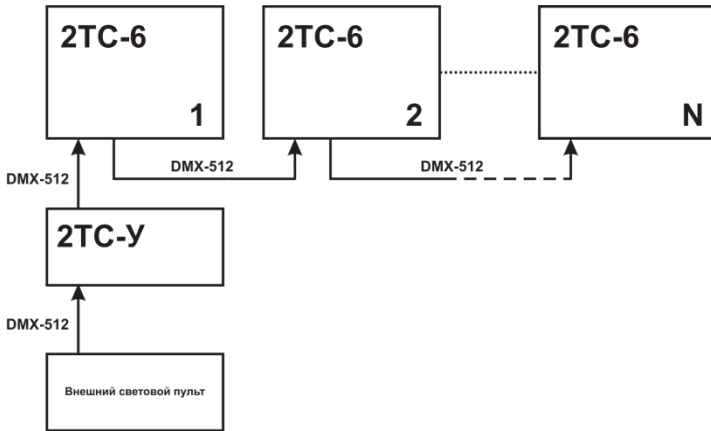 2ТС-6
1
2ТС-6
2
2ТС-6
N
DMX-512
DMX-512
DMX-512
2ТС-У
DMX-512
Внешний световой пульт